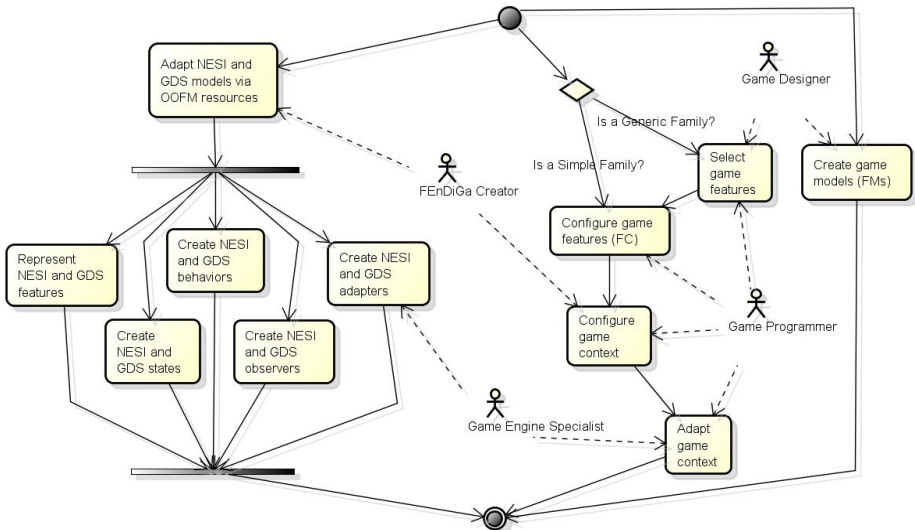 Adapt NESI and
GDS models via
OOFM resources
Game Designer
Is a Generic Family?
Is a Simple Family?
Select
game
features
Create game
models (FMs)
FEnDiGa Creator
Configure game
features (FC)
Represent
NESI and GDS
features
Create NESI
and GDS
behaviors
Create NESI
and GDS
adapters
Create
NESI and
GDS states
Create NESI
and GDS
observers
Configure
game
context
Game Programmer
Game Engine Specialist
Adapt
game
context